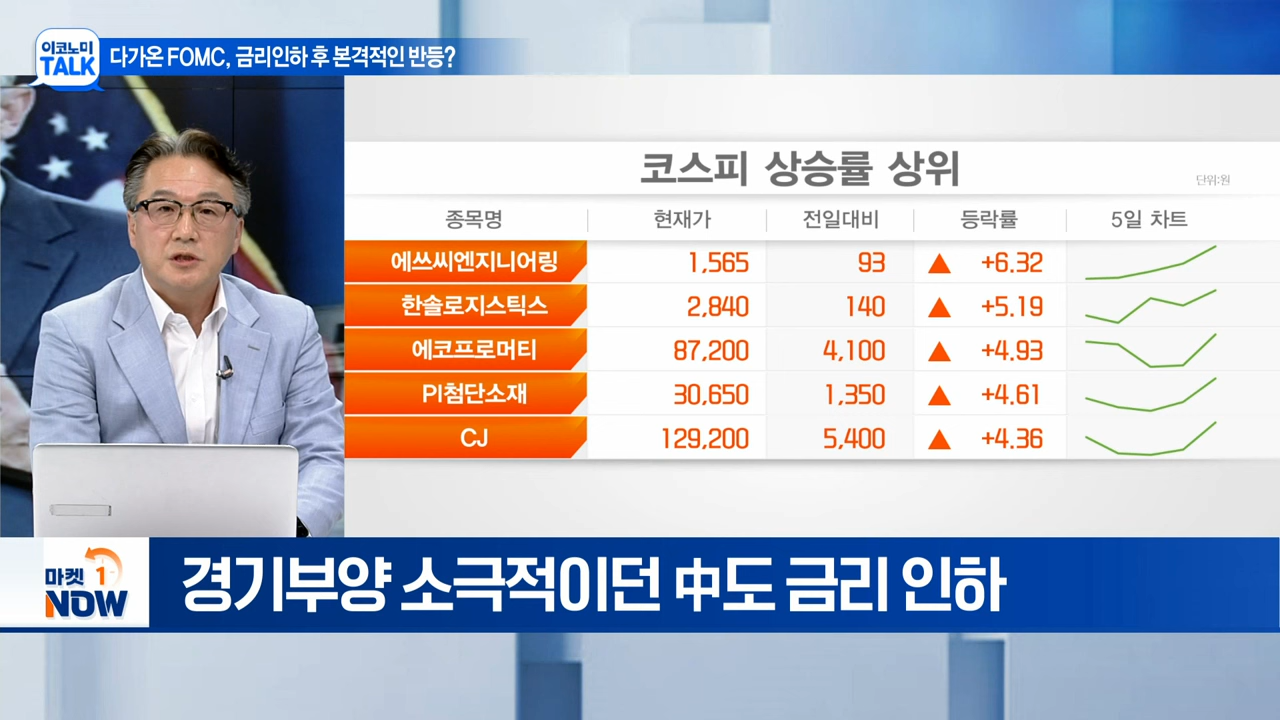 이코노미
TALK
다가온 FOMC, 금리인하 후 본격적인 반등?
코스피 상승률 상위
단위:원
종목명 현재가 전일대비 등락률 5일 차트
에쓰씨엔지니어링 1,565 93 ▲ +6.32
한솔로지스틱스 2,840 140 ▲ +5.19
에코프로머티 87,200 4,100 ▲ +4.93
PI첨단소재 30,650 1,350 ▲ +4.61
CJ 129,200 5,400 ▲ +4.36
마켓 1
NOW
경기부양 소극적이던 中도 금리 인하